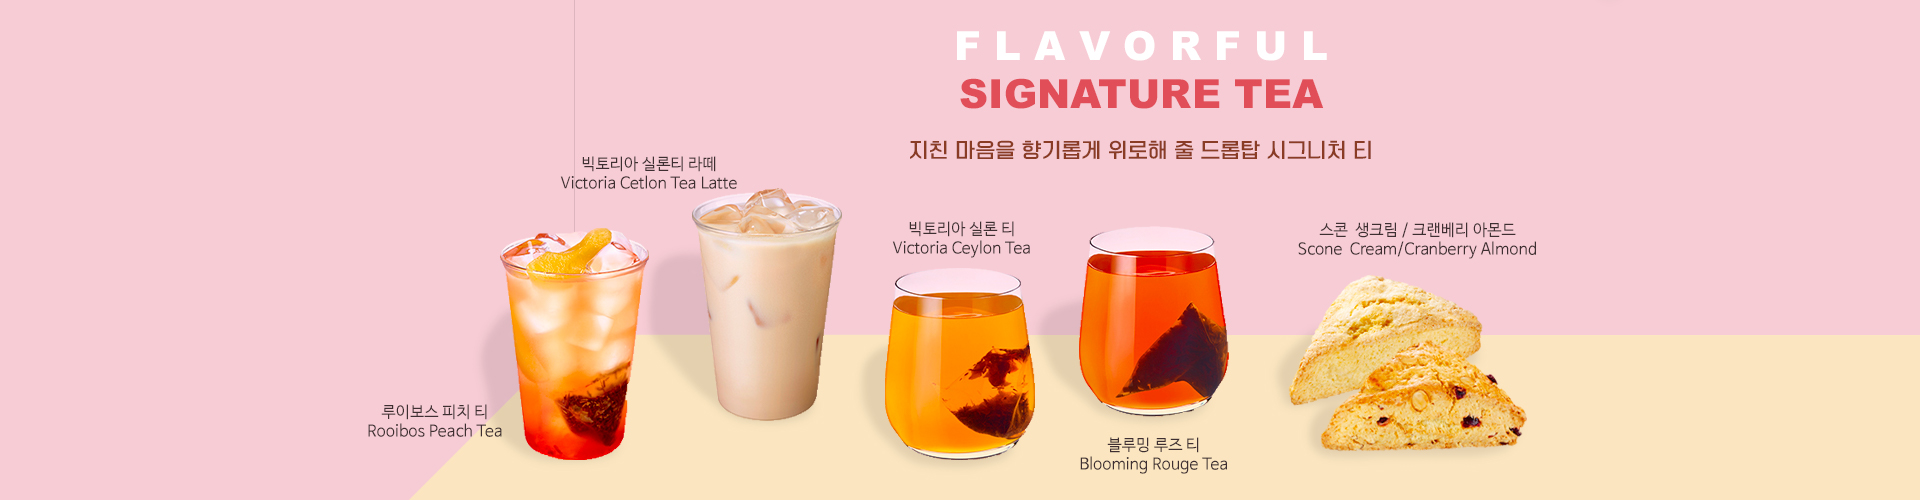 FLAVORFUL
SIGNATURE TEA
지친 마음을 향기롭게 위로해 줄 드롭탑 시그니처 티
빅토리아 실론티 라떼
Victoria Cetlon Tea Latte
빅토리아 실론 티
Victoria Ceylon Tea
스콘 생크림 / 크랜베리 아몬드
Scone Cream/Cranberry Almond
루이보스 피치 티
Rooibos Peach Tea
블루밍 루즈 티
Blooming Rouge Tea